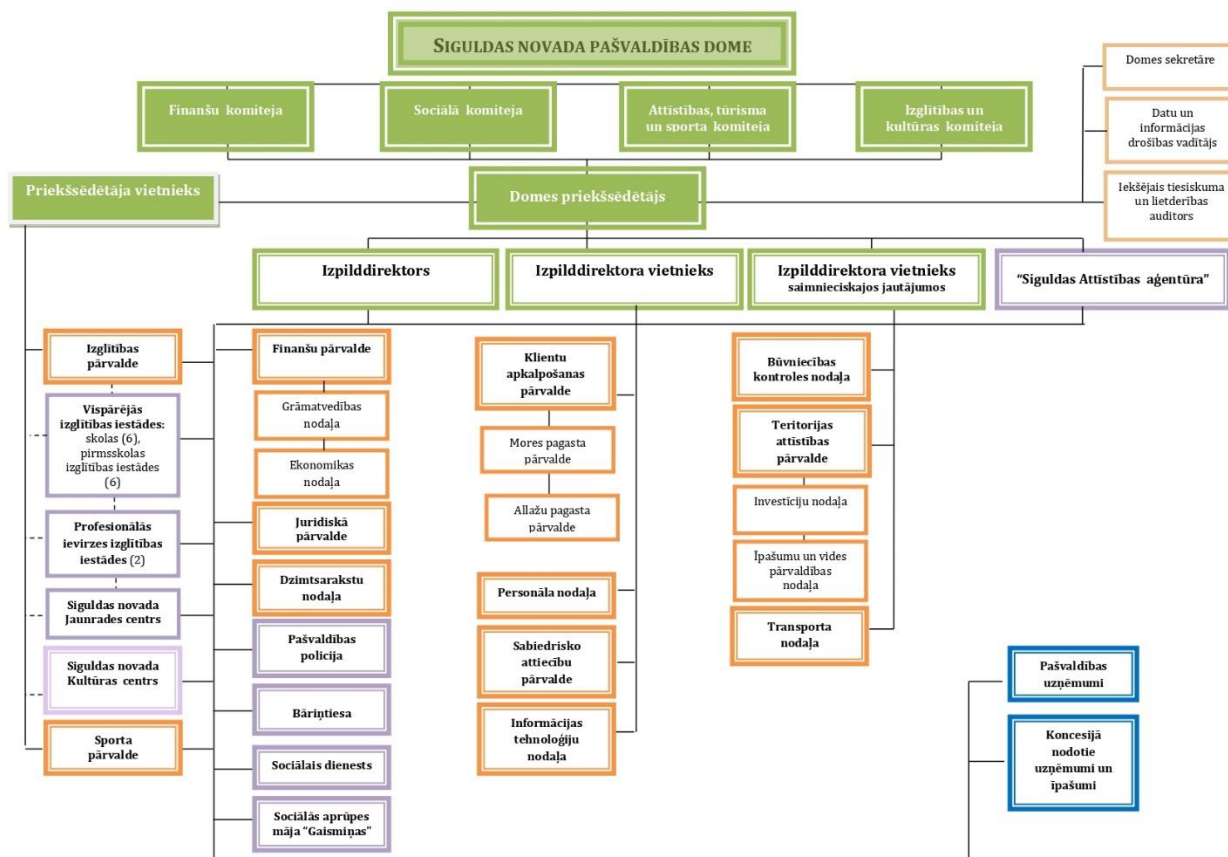 SIGULDAS NOVADA PAŠVALDĪBAS DOME
Domes sekretāre
Finanšu komiteja
Sociālā komiteja
Attīstības, tūrisma
un sporta komiteja
Izglītības un
kultūras komiteja
Datu un
informācijas
drošības vadītājs
Priekšsēdētāja vietnieks
Domes priekšsēdētājs
Iekšējais tiesiskuma
un lietderības
auditors
Izpilddirektors
Izpilddirektora vietnieks
Izpilddirektora vietnieks
saimnieciskajos jautājumos
“Siguldas Attīstības aģentūra”
Izglītības
pārvalde
Vispārējās
izglītības iestādes:
skolas (6),
pirmsskolas
izglītības iestādes
(6)
Profesionālās
ievirzes izglītības
iestādes (2)
Siguldas novada
Jaunrades centrs
Siguldas novada
Kultūras centrs
Sporta
pārvalde
Finanšu pārvalde
Grāmatvedības
nodaļa
Ekonomikas
nodaļa
Juridiskā
pārvalde
Dzimtsarakstu
nodaļa
Pašvaldības
policija
Bāriņtiesa
Sociālais dienests
Sociālās aprūpes
māja “Gaismiņas”
Klientu
apkalpošanas
pārvalde
Mores pagasta
pārvalde
Allažu pagasta
pārvalde
Personāla nodaļa
Sabiedrisko
attiecību
pārvalde
Informācijas
tehnoloģiju
nodaļa
Būvniecības
kontroles nodaļa
Teritorijas
attīstības
pārvalde
Investīciju nodaļa
Īpašumu un vides
pārvaldības
nodaļa
Transporta
nodaļa
Pašvaldības
uzņēmumi
Koncesijā
nodotie
uzņēmumi un
īpašumi